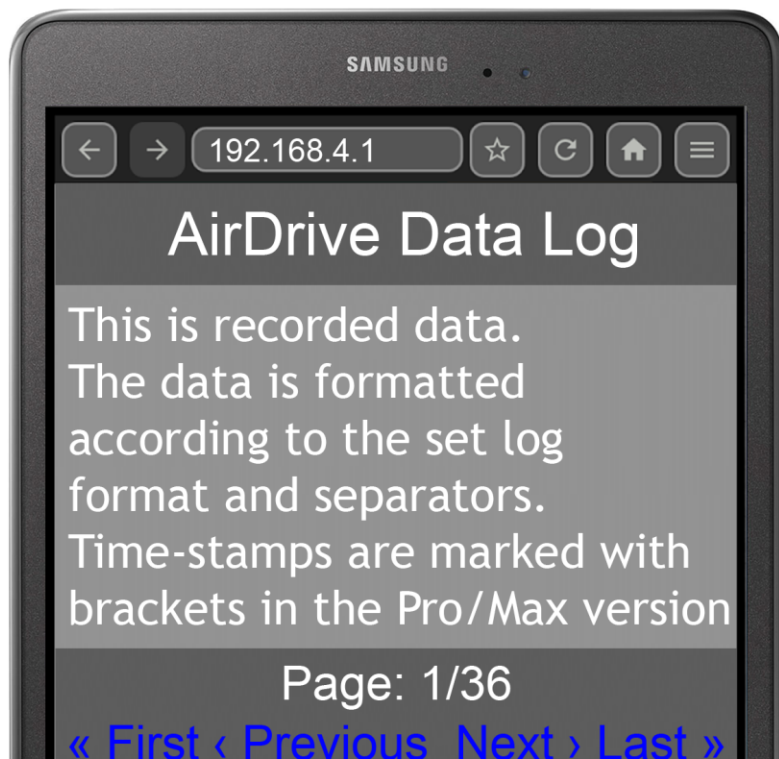 SAMSUNG
192.168.4.1
AirDrive Data Log
This is recorded data.
The data is formatted
according to the set log
format and separators.
Time-stamps are marked with
brackets in the Pro/Max version
Page: 1/36
« First ‹ Previous Next › Last »